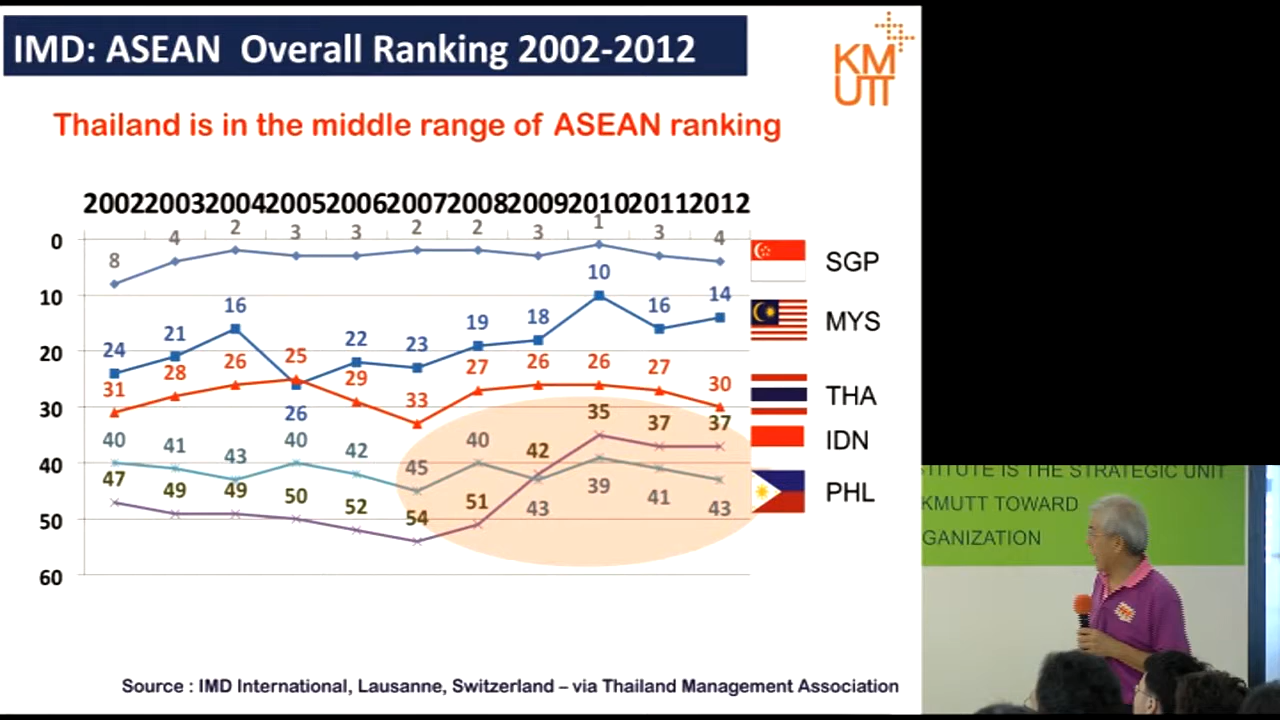 IMD: ASEAN Overall Ranking 2002-2012
KM
UTT
Thailand is in the middle range of ASEAN ranking
2002 2003 2004 2005 2006 2007 2008 2009 2010 2011 2012
0
10
20
30
40
50
60
8 4 2 3 3 2 2 3 1 3 4
24 21 16 26 22 23 19 18 10 16 14
31 28 26 25 29 33 27 26 26 27 30
40 41 43 40 42 45 40 43 39 41 43
47 49 49 50 52 54 51 42 35 37 37
SGP
MYS
THA
IDN
PHL
STITUTE IS THE STRATEGIC UNIT
KMUTT TOWARD
GANIZATION
Source : IMD International, Lausanne, Switzerland – via Thailand Management Association